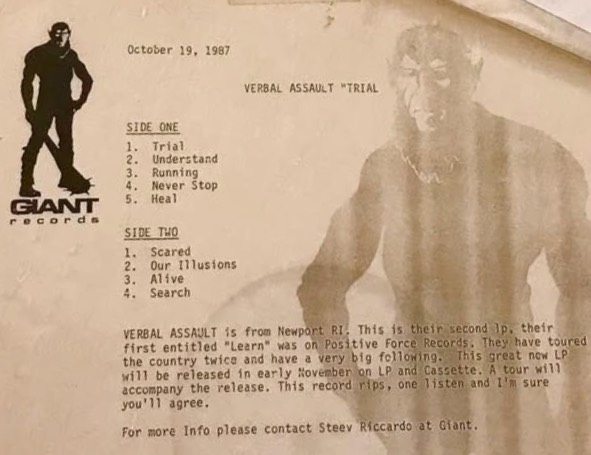 October 19, 1987
VERBAL ASSAULT "TRIAL
SIDE ONE
1. Trial
2. Understand
3. Running
4. Never Stop
5. Heal
GIANT
records
SIDE TWO
1. Scared
2. Our Illusions
3. Alive
4. Search
VERBAL ASSAULT is from Newport RI. This is their second lp, their
first entitled "Learn" was on Positive Force Records. They have toured
the country twice and have a very big following. This great now LP
will be released in early November on LP and Cassette. A tour will
accompany the release. This record rips, one listen and I'm sure
you'll agree.
For more Info please contact Steev Riccardo at Giant.